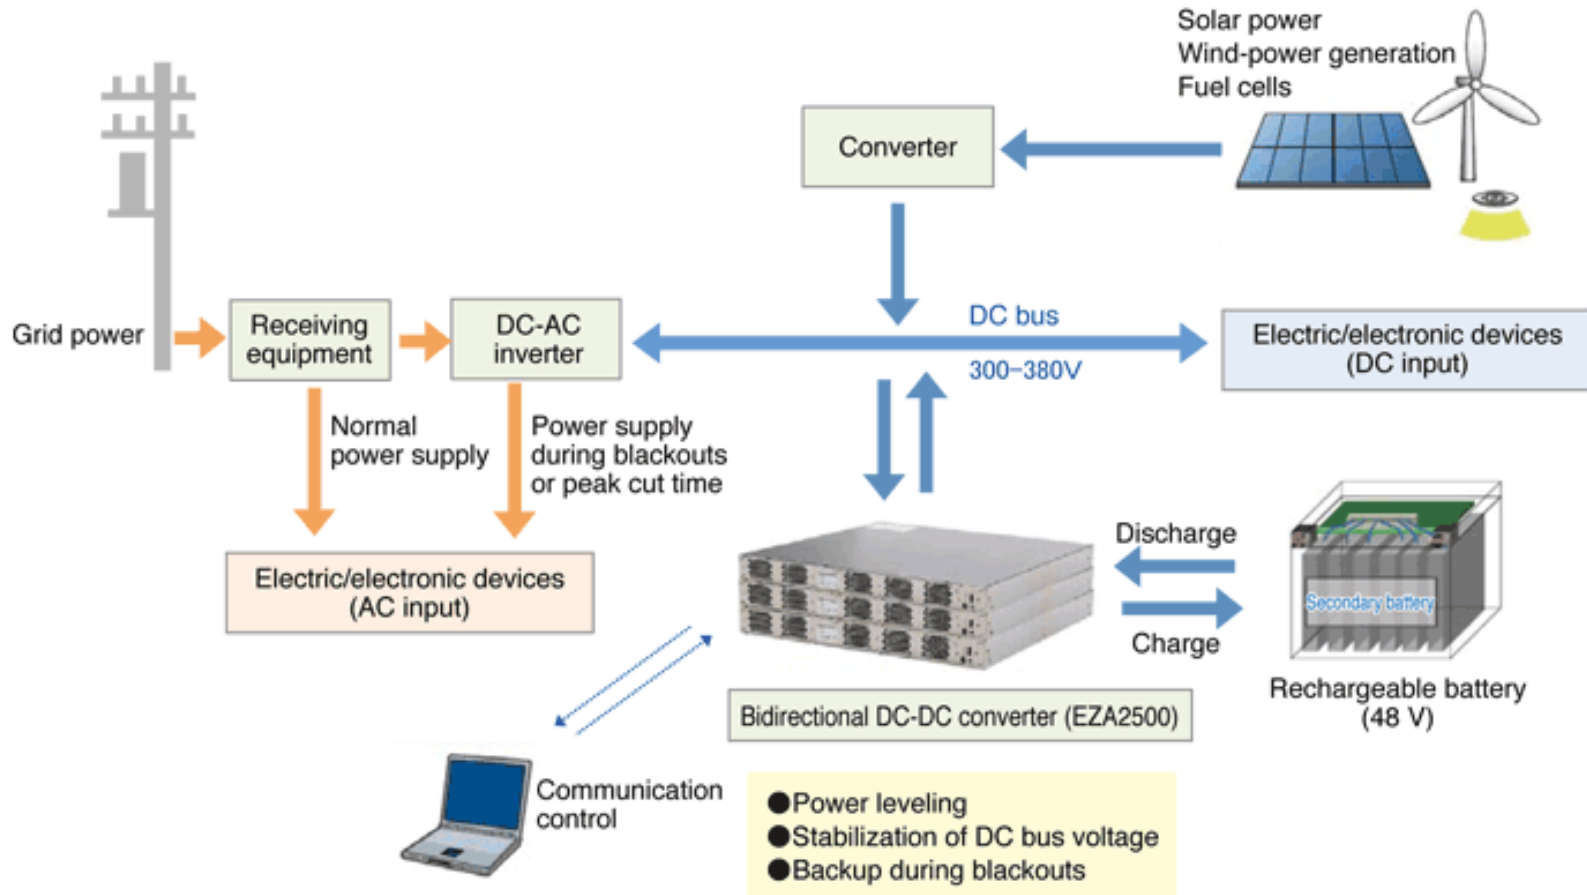 Solar power
Wind-power generation
Fuel cells
Converter
Grid power
Receiving
equipment
DC-AC
inverter
DC bus
300-380V
Electric/electronic devices
(DC input)
Normal
power supply
Power supply
during blackouts
or peak cut time
Electric/electronic devices
(AC input)
Discharge
Charge
Secondary battery
Rechargeable battery
(48 V)
Bidirectional DC-DC converter (EZA2500)
Communication
control
●Power leveling
●Stabilization of DC bus voltage
●Backup during blackouts